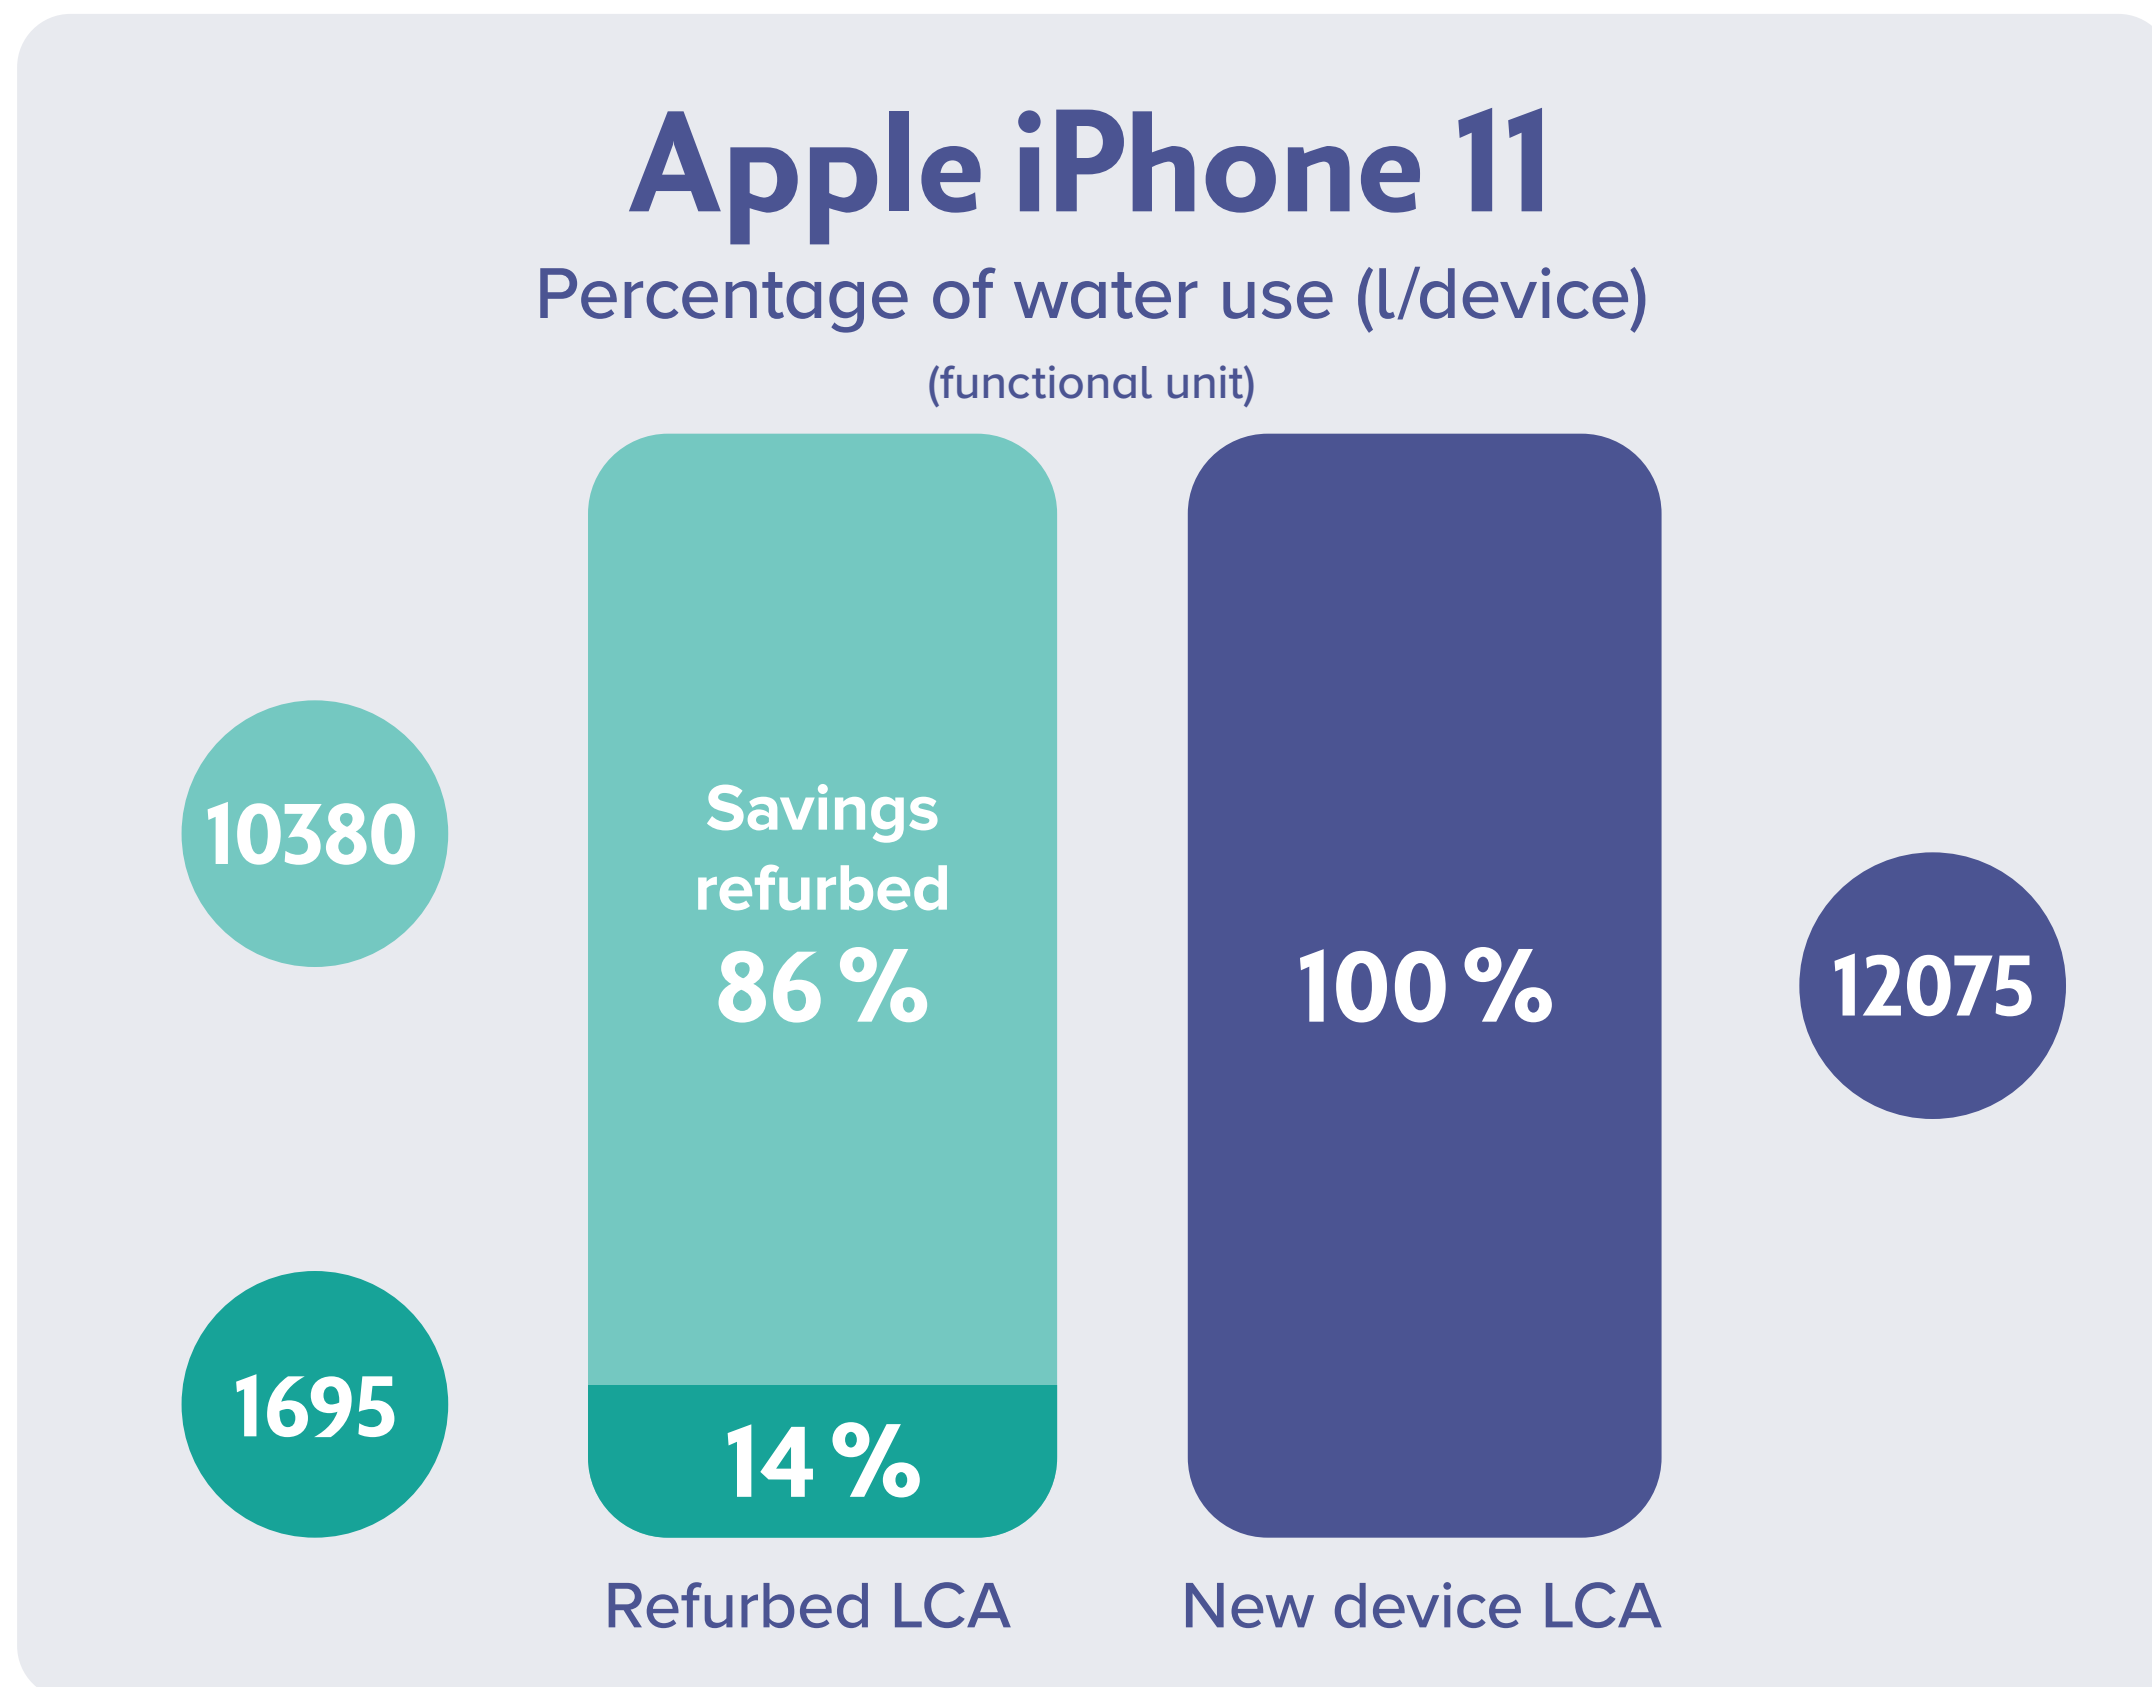 Apple iPhone 11
Percentage of water use (l/device)
(functional unit)
10380
Savings
refurbed
86 %
100 %
12075
1695
14 %
Refurbed LCA
New device LCA